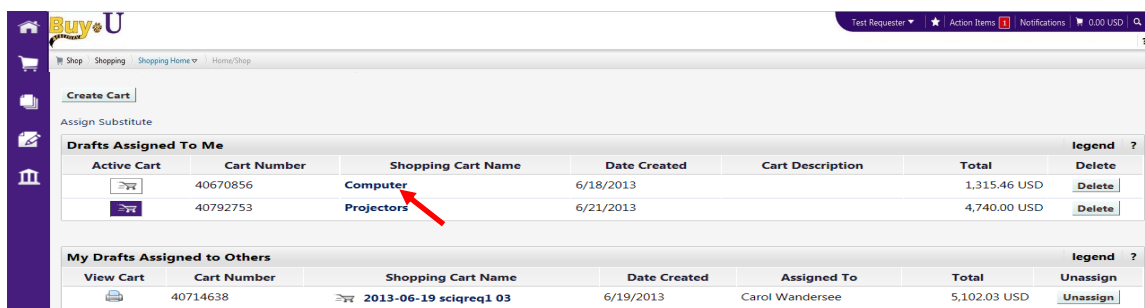 Buy U
Test Requester Action Items 1 Notifications 0.00 USD
?
Shop Shopping Shopping Home Home/Shop
Create Cart
Assign Substitute
Drafts Assigned To Me legend ?
Active Cart Cart Number Shopping Cart Name Date Created Cart Description Total Delete
40670856 Computer 6/18/2013 1,315.46 USD Delete
40792753 Projectors 6/21/2013 4,740.00 USD Delete
My Drafts Assigned to Others legend ?
View Cart Cart Number Shopping Cart Name Date Created Assigned To Total Unassign
40714638 2013-06-19 sciqreq1 03 6/19/2013 Carol Wandersee 5,102.03 USD Unassign